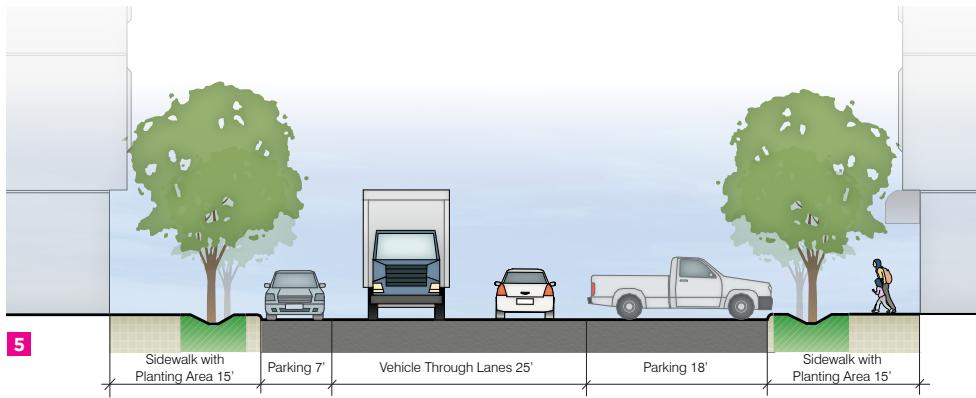 5
Sidewalk with
Planting Area 15’
Parking 7’
Vehicle Through Lanes 25’
Parking 18’
Sidewalk with
Planting Area 15’